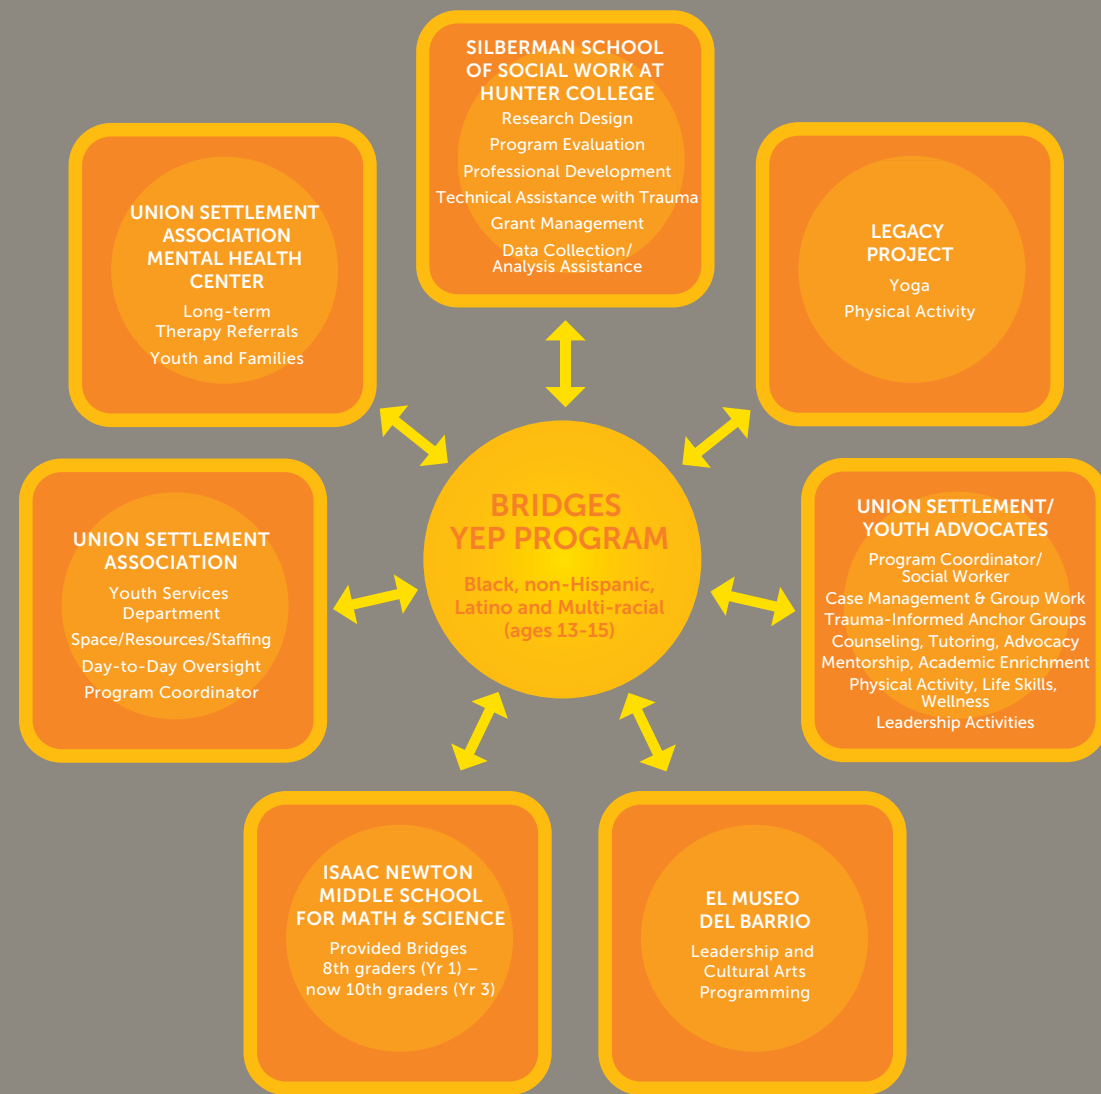 SILBERMAN SCHOOL
OF SOCIAL WORK AT
HUNTER COLLEGE
Research Design
Program Evaluation
Professional Development
Technical Assistance with Trauma
Grant Management
Data Collection/
Analysis Assistance
UNION SETTLEMENT
ASSOCIATION
MENTAL HEALTH
CENTER
Long-term
Therapy Referrals
Youth and Families
LEGACY
PROJECT
Yoga
Physical Activity
BRIDGES
YEP PROGRAM
Black, non-Hispanic,
Latino and Multi-racial
(ages 13-15)
UNION SETTLEMENT
ASSOCIATION
Youth Services
Department
Space/Resources/Staffing
Day-to-Day Oversight
Program Coordinator
UNION SETTLEMENT/
YOUTH ADVOCATES
Program Coordinator/
Social Worker
Case Management & Group Work
Trauma-Informed Anchor Groups
Counseling, Tutoring, Advocacy
Mentorship, Academic Enrichment
Physical Activity, Life Skills,
Wellness
Leadership Activities
ISAAC NEWTON
MIDDLE SCHOOL
FOR MATH & SCIENCE
Provided Bridges
8th graders (Yr 1) –
now 10th graders (Yr 3)
EL MUSEO
DEL BARRIO
Leadership and
Cultural Arts
Programming